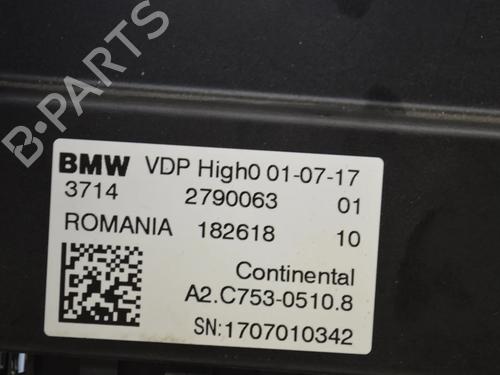 B-PARTS
BMW VDP High0 01-07-17
3714 2790063 01
ROMANIA 182618 10
Continental
A2.C753-0510.8
SN:1707010342